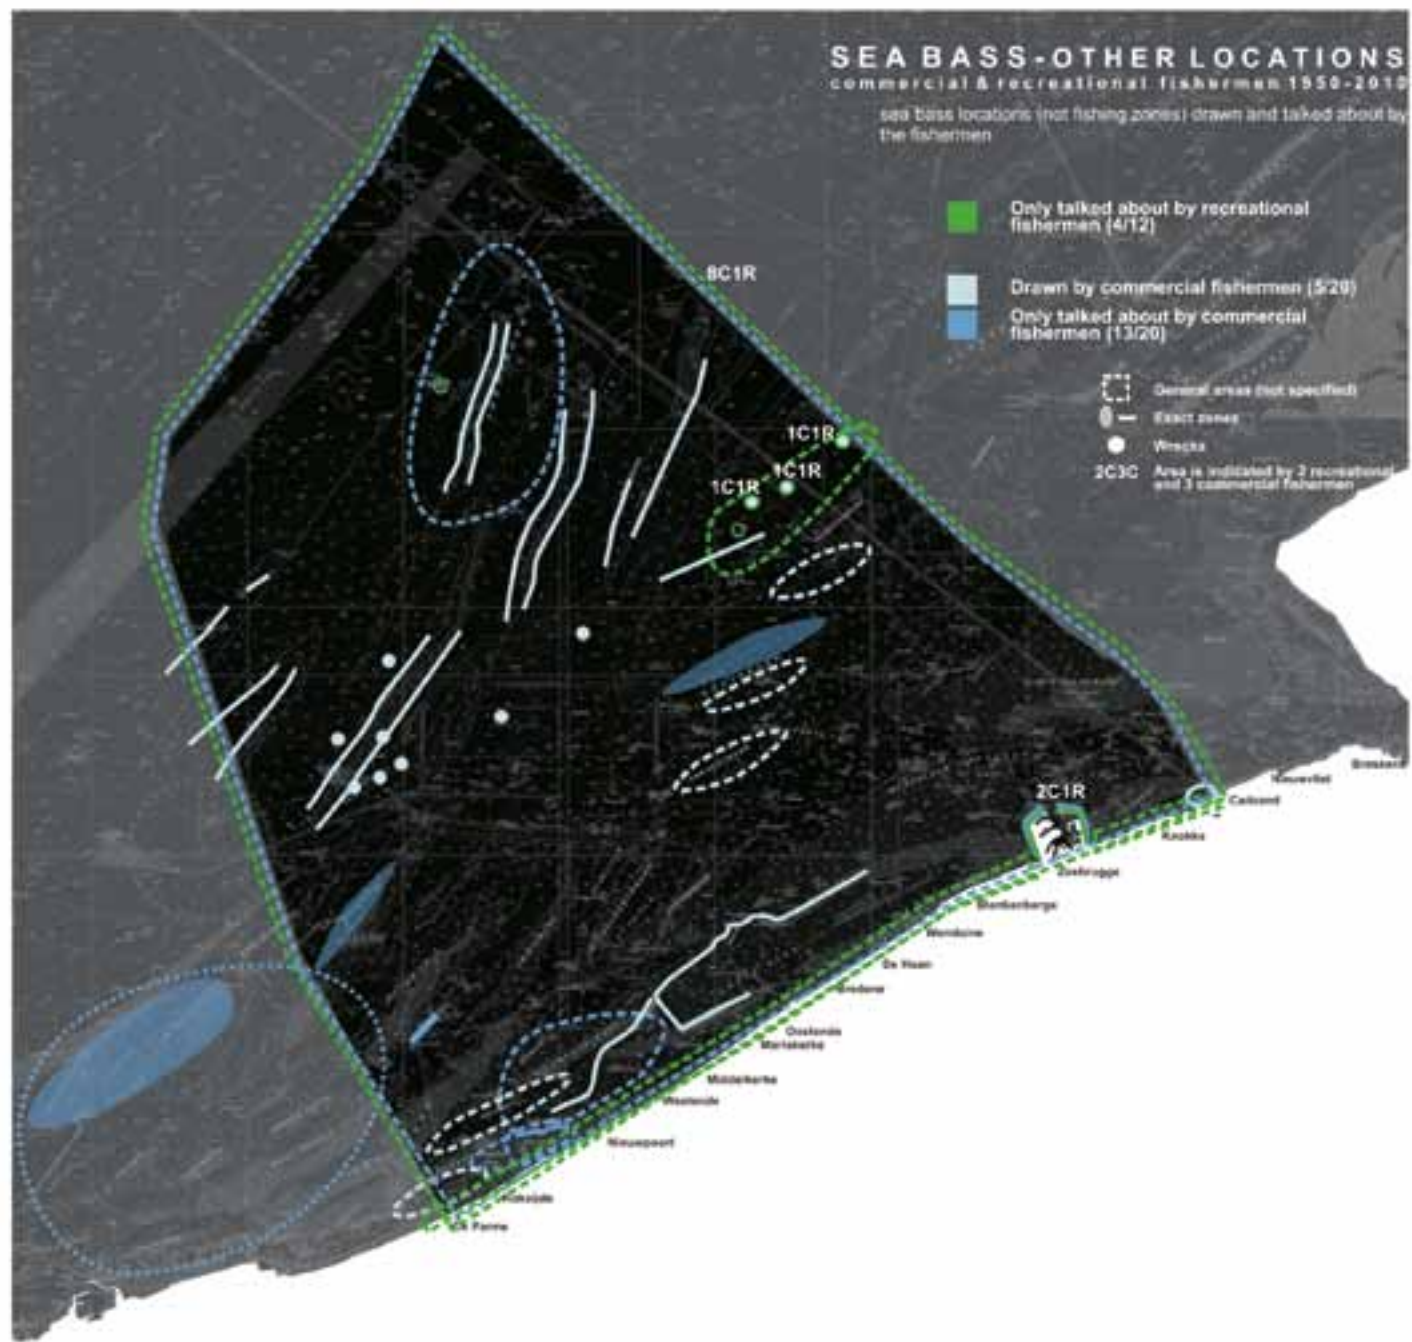 SEA BASS-OTHER LOCATIONS
commercial & recreational fishermen 1950-2010
sea bass locations (not fishing zones) drawn and talked about by
the fishermen
Only talked about by recreational
fishermen (4/12)
Drawn by commercial fishermen (5/20)
Only talked about by commercial
fishermen (13/20)
General areas (not specified)
Exact zones
Wrecks
2C3C Area is indidated by 2 recreational
and 3 commercial fishermen
8C1R
1C1R
1C1R
1C1R
2C1R
Breskens
Nieuwvliet
Cadzand
Knokke
Zeebrugge
Blankenberge
Wenduine
De Haan
Bredene
Oostende
Mariakerke
Middelkerke
Westende
Nieuwpoort
Koksijde
De Panne